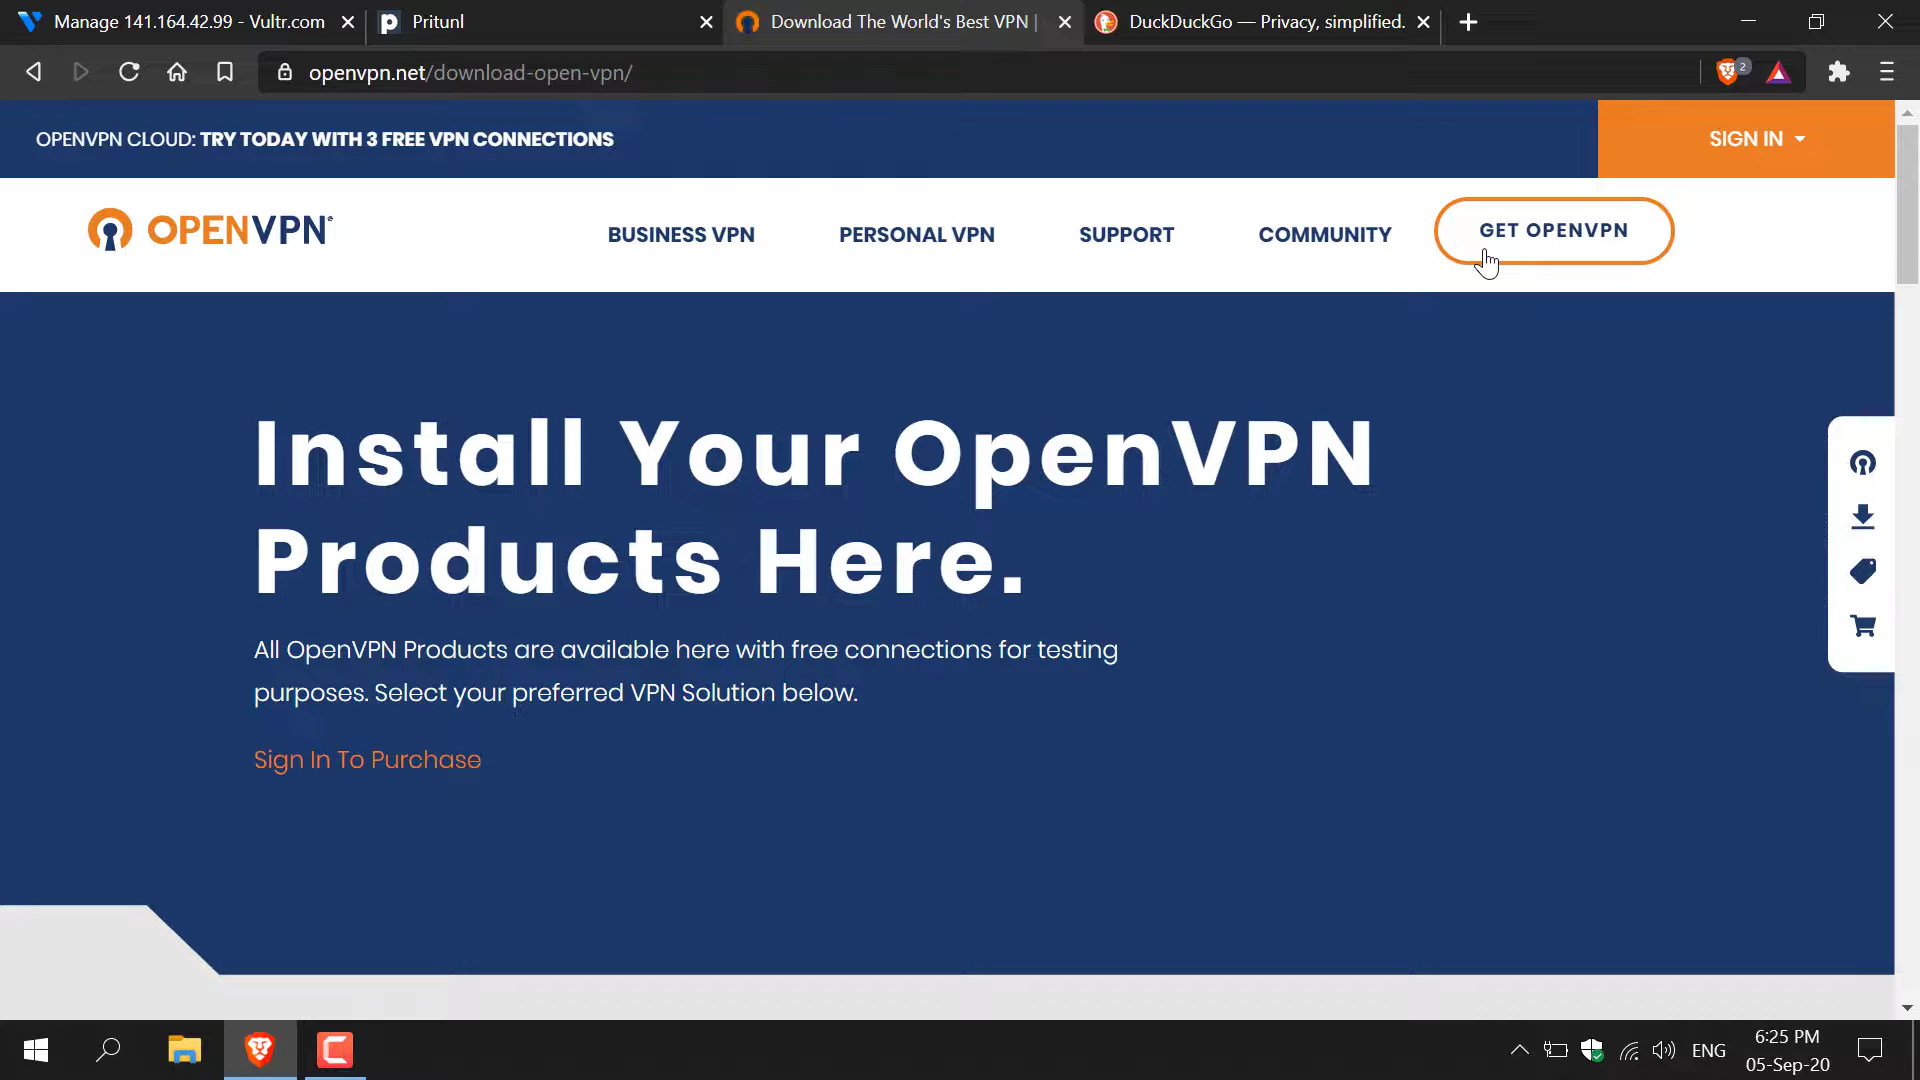 Manage 141.164.42.99 - Vultr.com
Pritunl
Download The World's Best VPN |
DuckDuckGo — Privacy, simplified.
openvpn.net/download-open-vpn/
2
OPENVPN CLOUD: TRY TODAY WITH 3 FREE VPN CONNECTIONS
SIGN IN
OPENVPN
BUSINESS VPN
PERSONAL VPN
SUPPORT
COMMUNITY
GET OPENVPN
Install Your OpenVPN
Products Here.
All OpenVPN Products are available here with free connections for testing
purposes. Select your preferred VPN Solution below.
Sign In To Purchase
ENG
6:25 PM
05-Sep-20